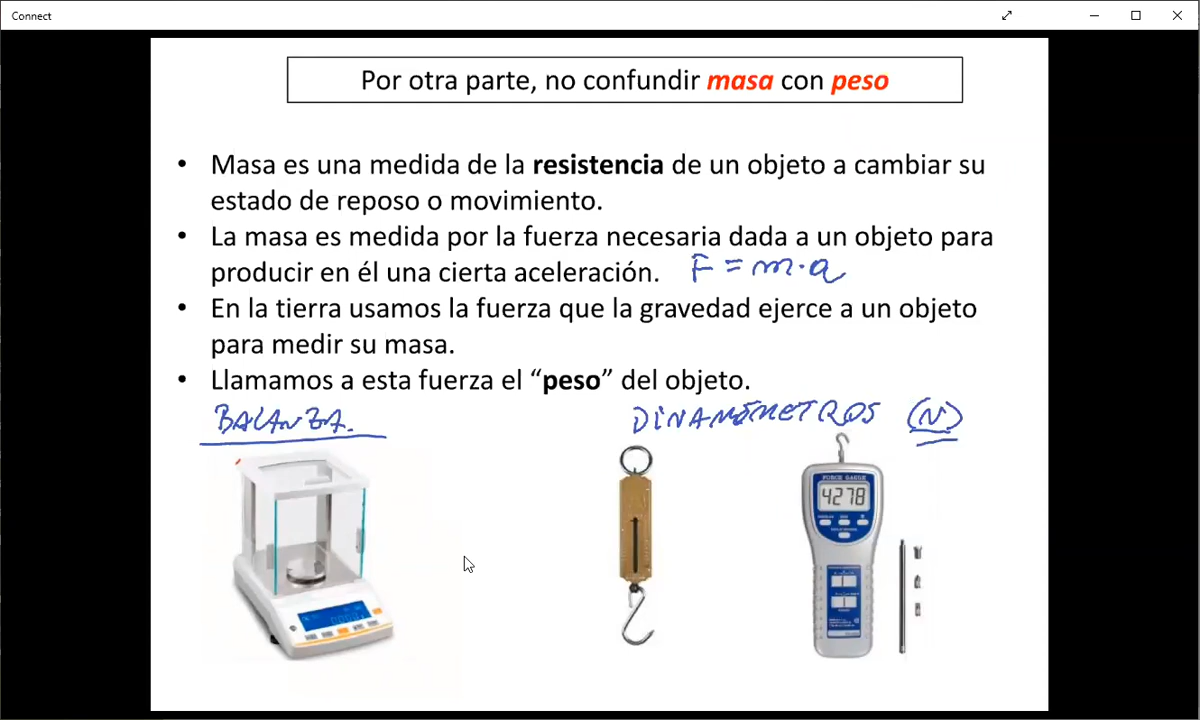 Connect
Por otra parte, no confundir masa con peso
• Masa es una medida de la resistencia de un objeto a cambiar su
estado de reposo o movimiento.
• La masa es medida por la fuerza necesaria dada a un objeto para
producir en él una cierta aceleración. F = m·a
• En la tierra usamos la fuerza que la gravedad ejerce a un objeto
para medir su masa.
• Llamamos a esta fuerza el “peso” del objeto.
BALANZA. DINAMÓMETROS (N)
FORCE GAUGE
4278